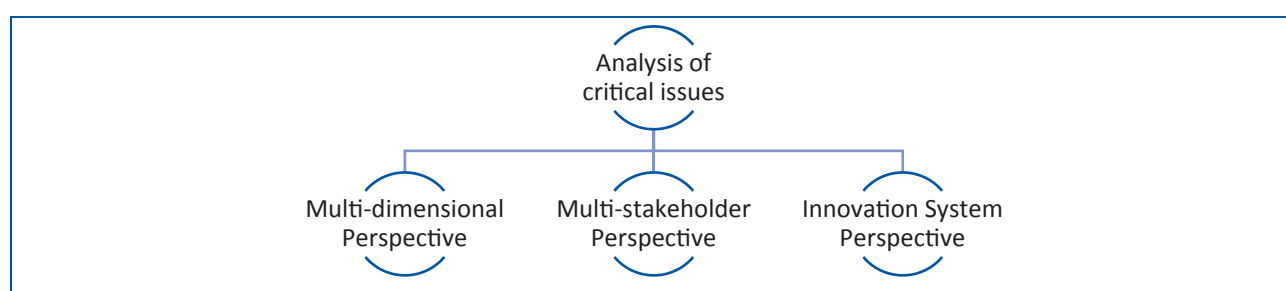 Analysis of
critical issues
Multi-dimensional
Perspective
Multi-stakeholder
Perspective
Innovation System
Perspective